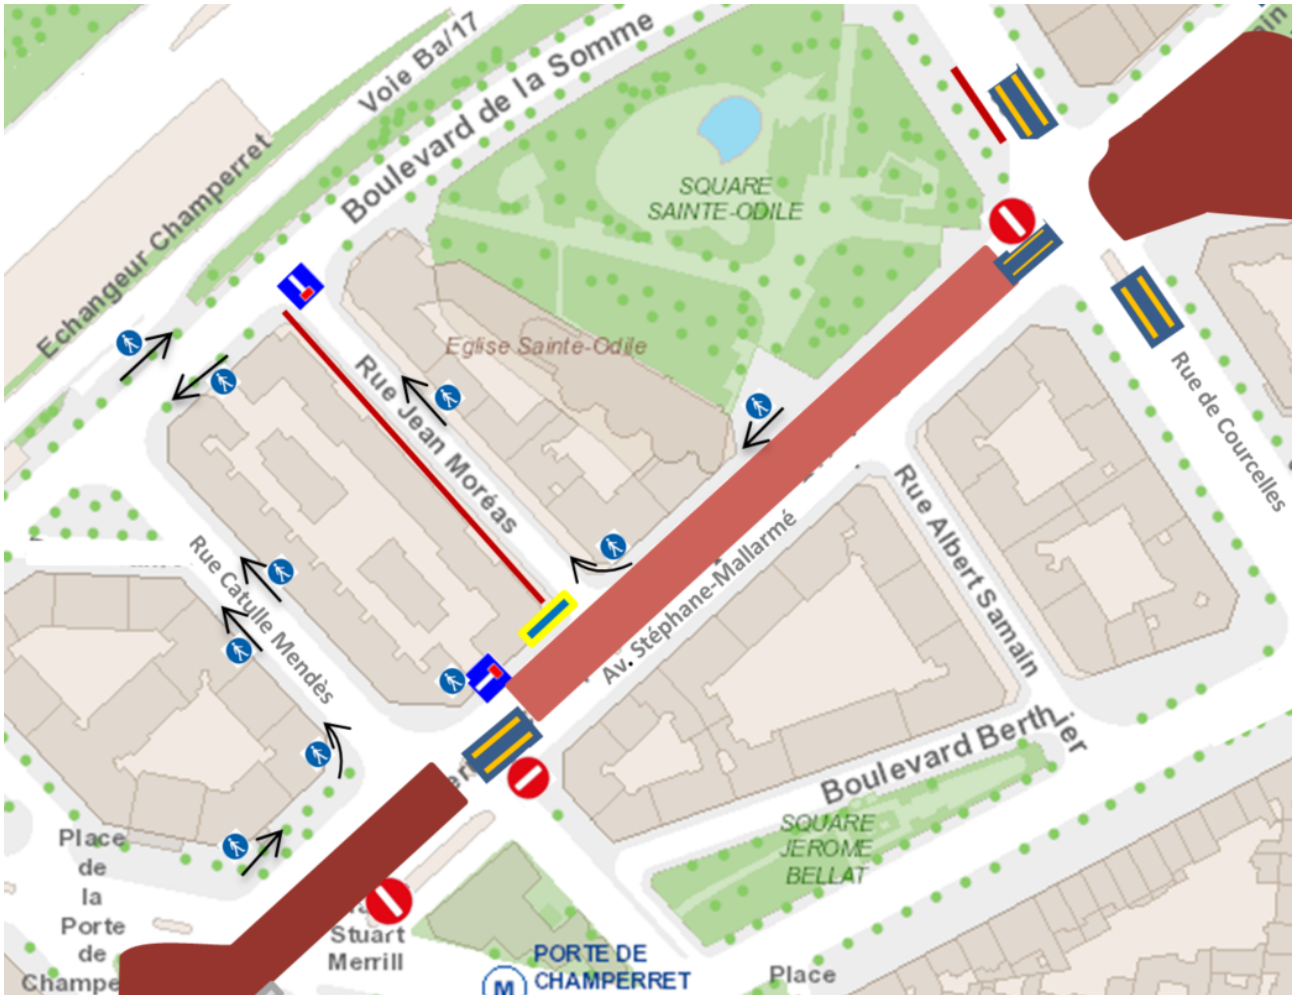 Voie Ba/17
Boulevard de la Somme
Echangeur Champerret
SQUARE
SAINTE-ODILE
Eglise Sainte-Odile
Rue Jean Moréas
Rue de Courcelles
Rue Albert Samain
Av. Stéphane-Mallarmé
Rue Catulle Mendès
Boulevard Berthier
SQUARE
JEROME
BELLAT
Place
de
la
Porte
de
Champe
Stuart
Merrill
PORTE DE
CHAMPERRET
M
Place